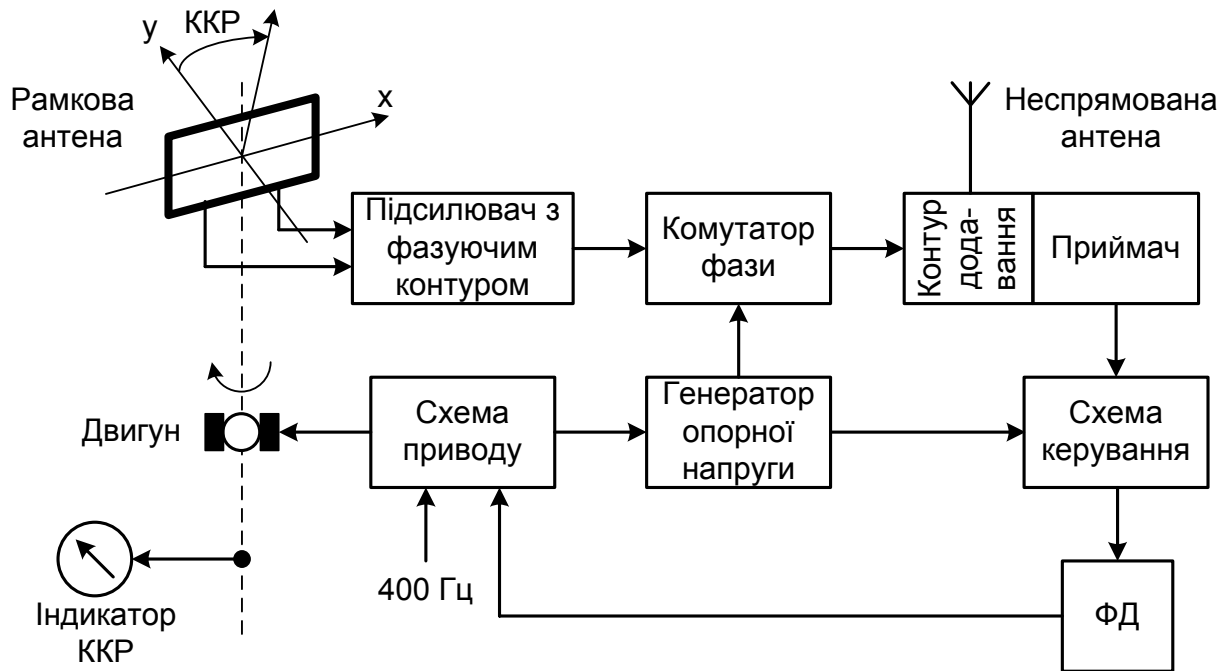 ККР
y
x
Рамкова
антена
Неспрямована
антена
Підсилювач з
фазуючим
контуром
Комутатор
фази
Контур
дода-
вання
Приймач
Двигун
Схема
приводу
Генератор
опорної
напруги
Схема
керування
400 Гц
Індикатор
ККР
ФД